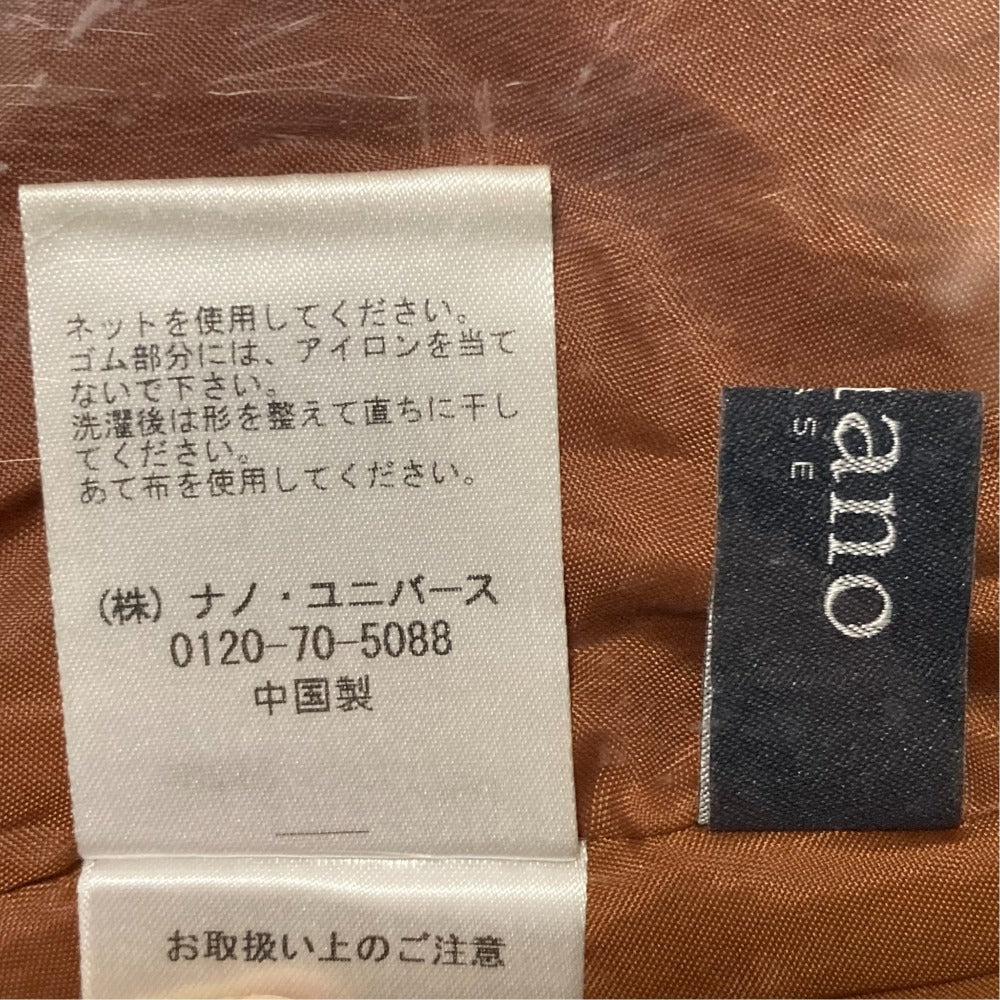 ネットを使用してください。
ゴム部分には、アイロンを当て
ないで下さい。
洗濯後は形を整えて直ちに干し
てください。
あて布を使用してください。
(株) ナノ・ユニバース
0120-70-5088
中国製
お取扱い上のご注意
nano
RSE